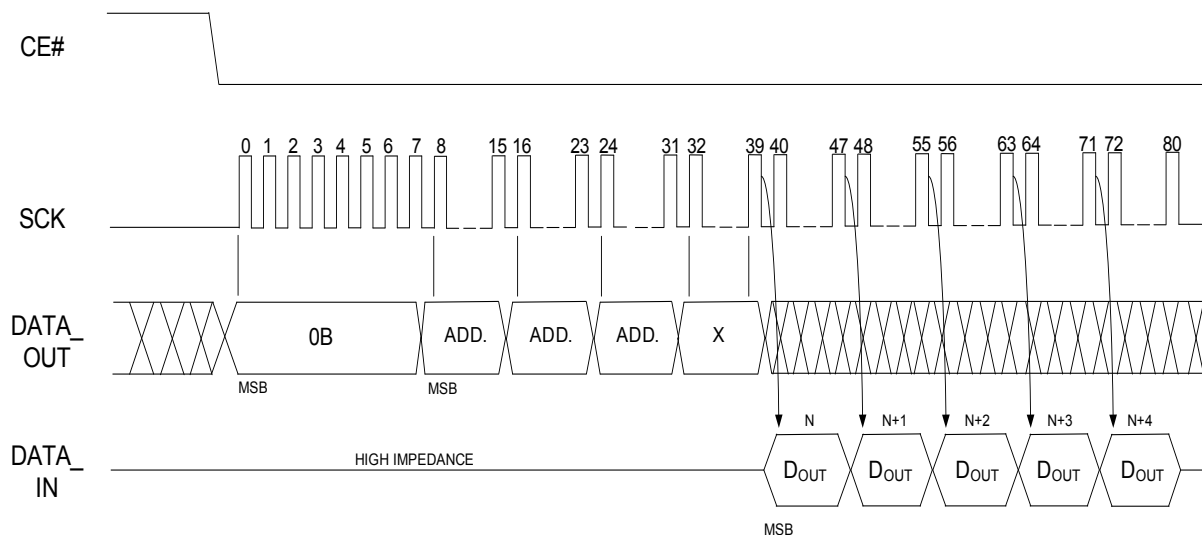 CE#
0 1 2 3 4 5 6 7 8 15 16 23 24 31 32 39 40 47 48 55 56 63 64 71 72 80
SCK
DATA_
OUT
0B ADD. ADD. ADD. X
MSB MSB
N N+1 N+2 N+3 N+4
DATA_
IN
HIGH IMPEDANCE
DOUT DOUT DOUT DOUT DOUT
MSB